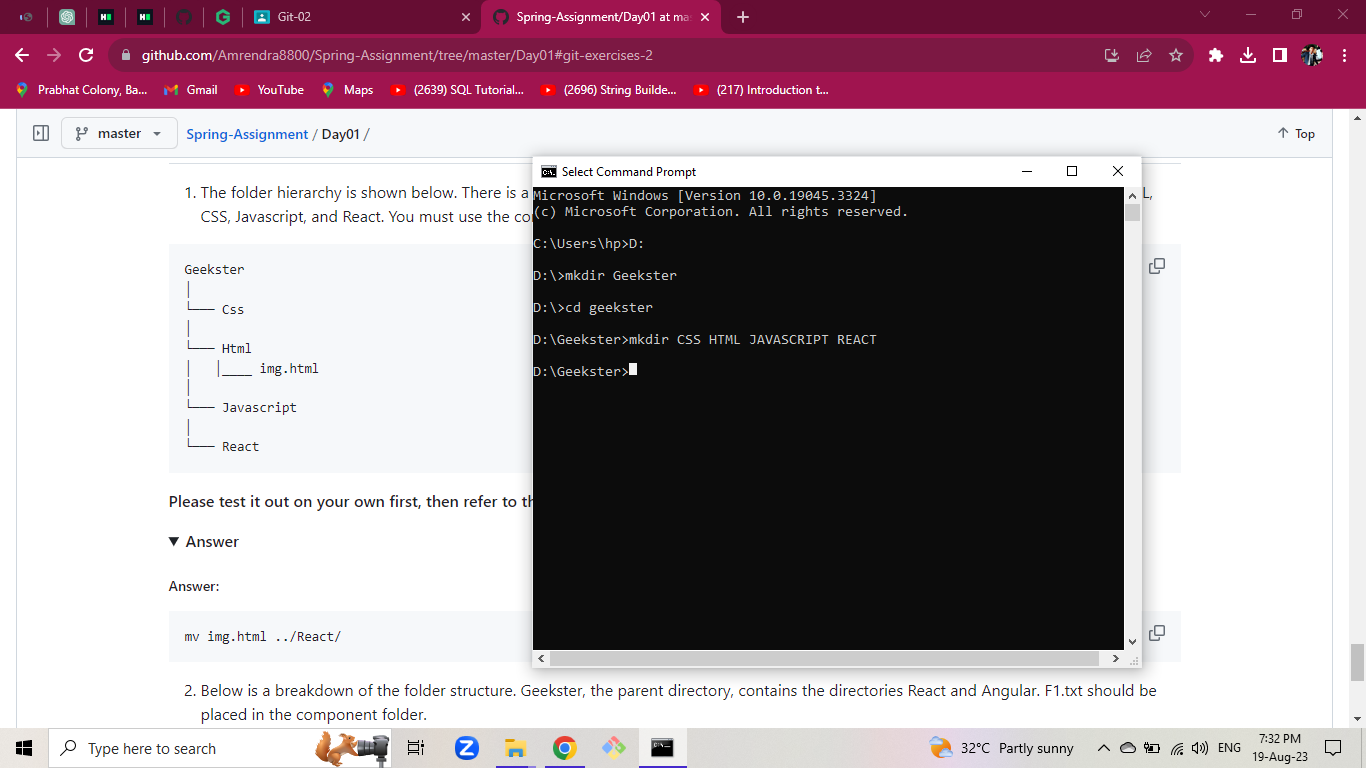 Git-02
Spring-Assignment/Day01 at mas
github.com/Amrendra8800/Spring-Assignment/tree/master/Day01#git-exercises-2
Prabhat Colony, Ba...
Gmail
YouTube
Maps
(2639) SQL Tutorial...
(2696) String Builde...
(217) Introduction t...
master
Spring-Assignment / Day01 /
Top
1. The folder hierarchy is shown below. There is a
CSS, Javascript, and React. You must use the co
Geekster
Css
Html
img.html
Javascript
React
Please test it out on your own first, then refer to th
Answer
Answer:
mv img.html ../React/
2. Below is a breakdown of the folder structure. Geekster, the parent directory, contains the directories React and Angular. F1.txt should be
placed in the component folder.
Select Command Prompt
Microsoft Windows [Version 10.0.19045.3324]
(c) Microsoft Corporation. All rights reserved.
C:\Users\hp>D:
D:\>mkdir Geekster
D:\>cd geekster
D:\Geekster>mkdir CSS HTML JAVASCRIPT REACT
D:\Geekster>
Type here to search
32°C Partly sunny
ENG
7:32 PM
19-Aug-23